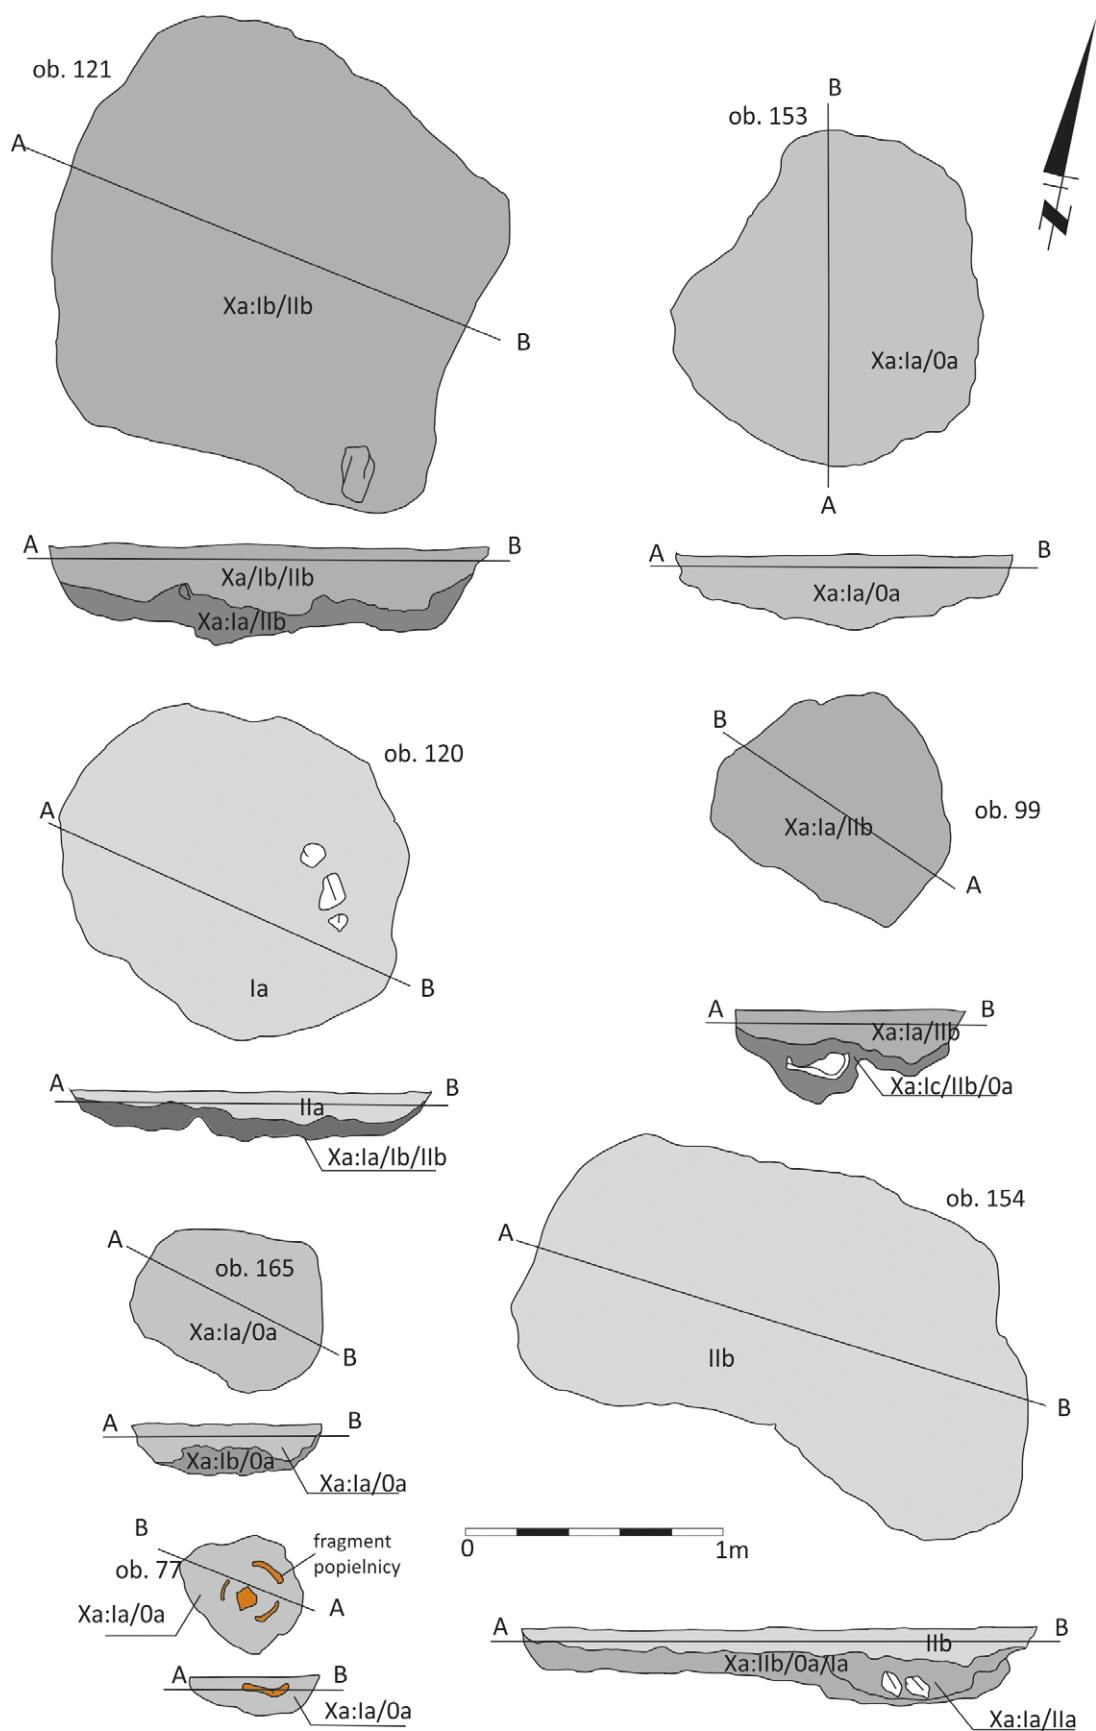 ob. 121
A
Xa:Ib/IIb
B
B
ob. 153
Xa:Ia/0a
A
N
A
B
Xa/Ib/IIb
Xa:Ia/IIb
A
B
Xa:Ia/0a
ob. 120
A
Ia
B
B
ob. 99
Xa:Ia/IIb
A
A
B
IIa
Xa:Ia/Ib/IIb
A
B
Xa:Ia/IIb
Xa:Ic/IIb/0a
A
ob. 165
Xa:Ia/0a
B
ob. 154
A
IIb
B
A
B
Xa:Ib/0a
Xa:Ia/0a
B
ob. 77
fragment
popielnicy
A
Xa:Ia/0a
0
1m
A
B
Xa:Ia/0a
A
B
IIb
Xa:IIb/0a/Ia
Xa:Ia/IIa